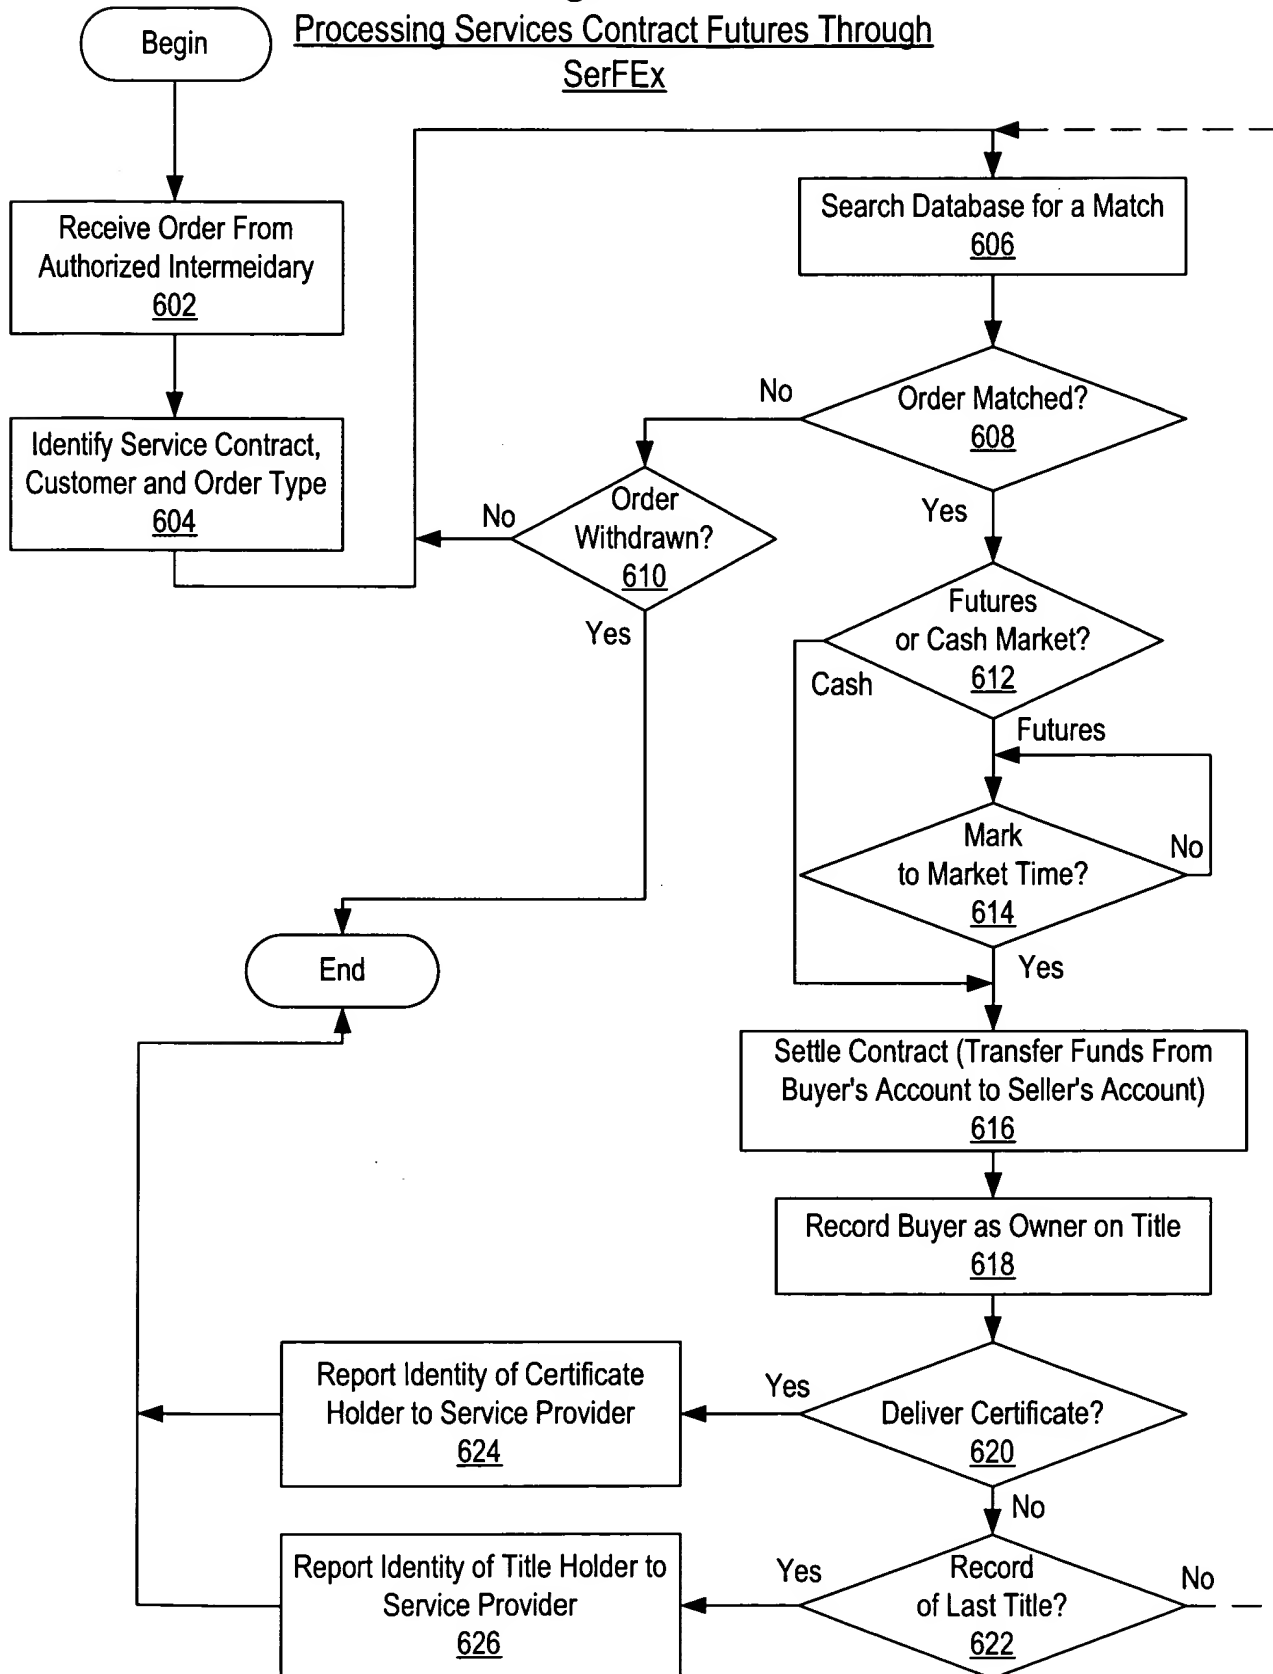 Begin
Processing Services Contract Futures Through
SerFEx
Receive Order From
Authorized Intermeidary
602
Identify Service Contract,
Customer and Order Type
604
Search Database for a Match
606
No
Order Matched?
608
Yes
No
Order
Withdrawn?
610
Yes
Futures
or Cash Market?
612
Cash
Futures
Mark
to Market Time?
614
No
Yes
End
Settle Contract (Transfer Funds From
Buyer's Account to Seller's Account)
616
Record Buyer as Owner on Title
618
Report Identity of Certificate
Holder to Service Provider
624
Yes
Deliver Certificate?
620
No
Report Identity of Title Holder to
Service Provider
626
Yes
Record
of Last Title?
622
No